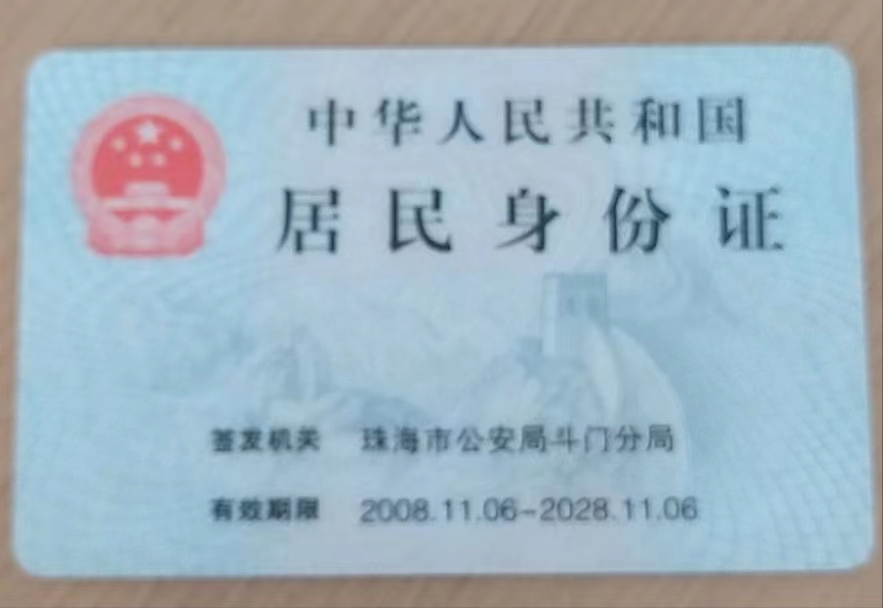 中华人民共和国
居民身份证
签发机关 珠海市公安局斗门分局
有效期限 2008.11.06-2028.11.06